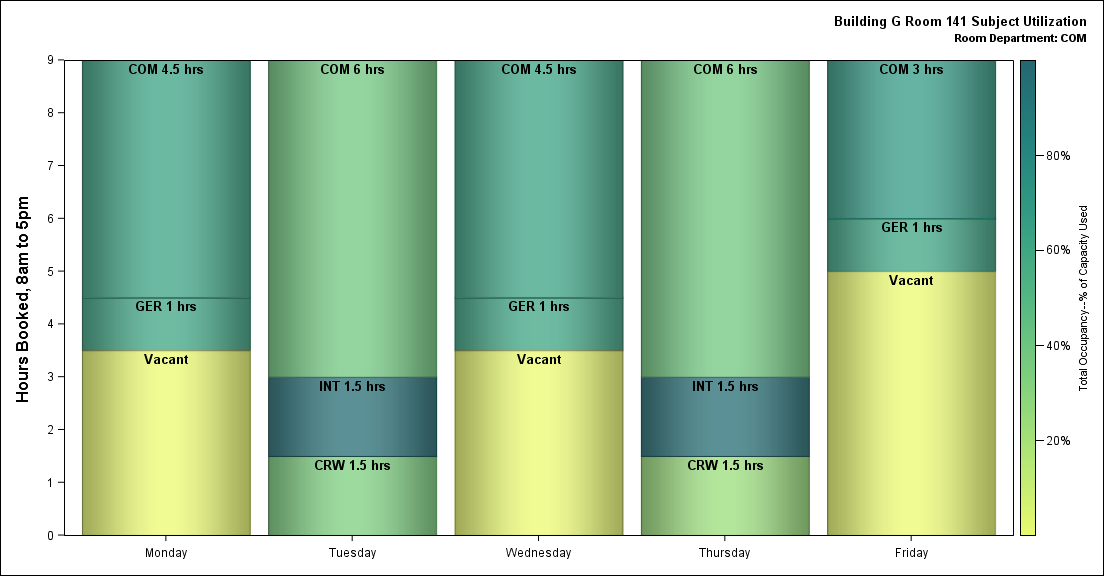 Building G Room 141 Subject Utilization
Room Department: COM
Hours Booked, 8am to 5pm
9
8
7
6
5
4
3
2
1
0
COM 4.5 hrs
GER 1 hrs
Vacant
COM 6 hrs
INT 1.5 hrs
CRW 1.5 hrs
COM 4.5 hrs
GER 1 hrs
Vacant
COM 6 hrs
INT 1.5 hrs
CRW 1.5 hrs
COM 3 hrs
GER 1 hrs
Vacant
Monday
Tuesday
Wednesday
Thursday
Friday
80%
60%
40%
20%
Total Occupancy--% of Capacity Used